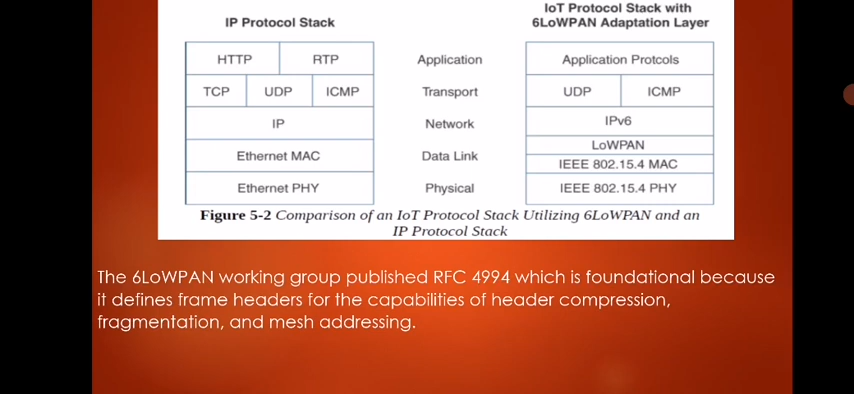 IP Protocol Stack
IoT Protocol Stack with
6LoWPAN Adaptation Layer
HTTP RTP Application Application Protcols
TCP UDP ICMP Transport UDP ICMP
IP Network IPv6
Ethernet MAC Data Link LoWPAN
IEEE 802.15.4 MAC
Ethernet PHY Physical IEEE 802.15.4 PHY
Figure 5-2 Comparison of an IoT Protocol Stack Utilizing 6LoWPAN and an
IP Protocol Stack
The 6LoWPAN working group published RFC 4994 which is foundational because
it defines frame headers for the capabilities of header compression,
fragmentation, and mesh addressing.